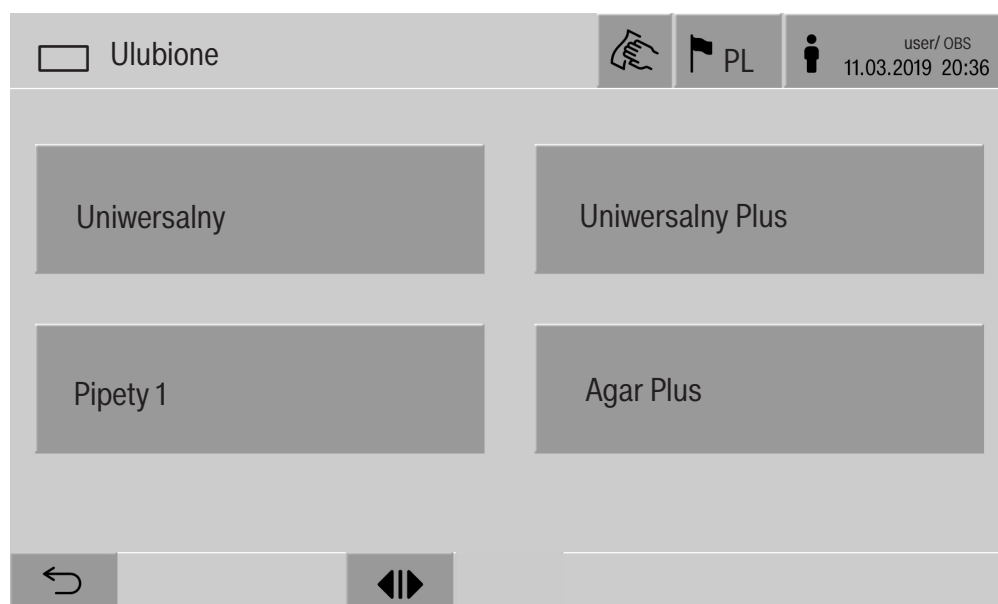 Ulubione
PL
user/ OBS
11.03.2019 20:36
Uniwersalny
Uniwersalny Plus
Pipety 1
Agar Plus